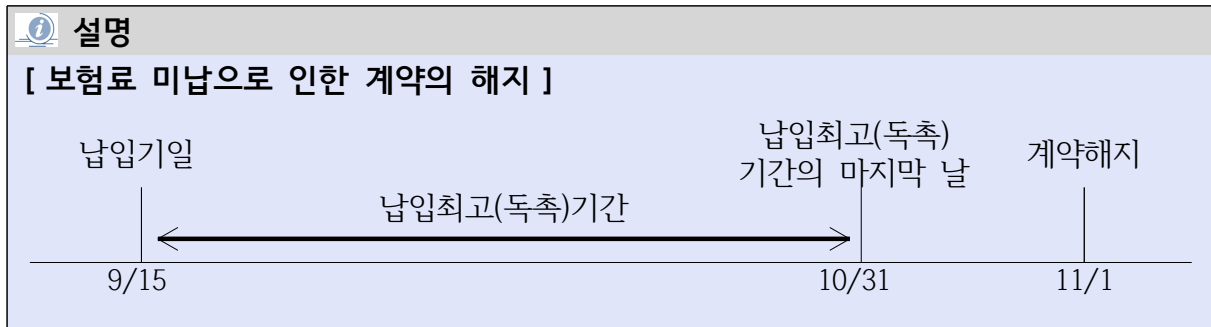 설명
[ 보험료 미납으로 인한 계약의 해지 ]
납입기일
납입최고(독촉)
기간의 마지막 날
계약해지
납입최고(독촉)기간
9/15
10/31
11/1